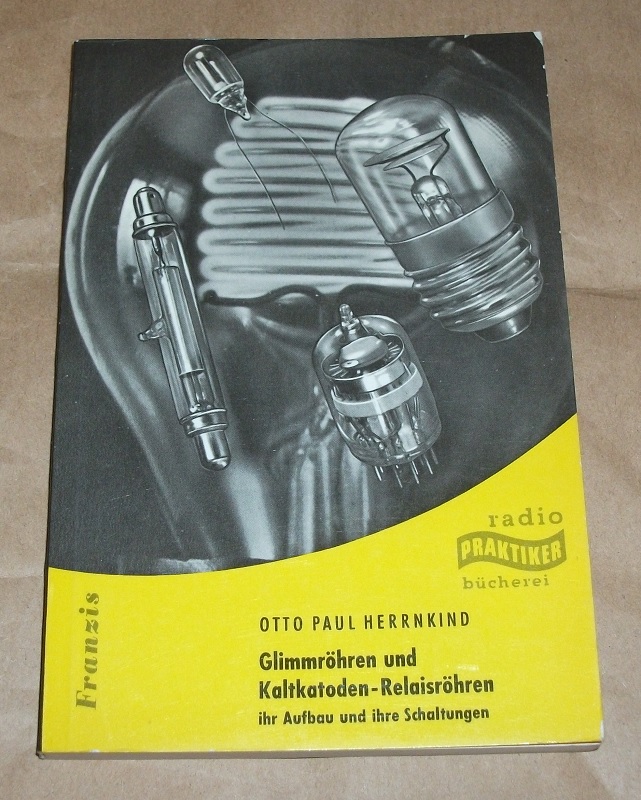 radio
PRAKTIKER
bücherei
Franzis
OTTO PAUL HERRNKIND
Glimmröhren und
Kaltkatoden-Relaisröhren
ihr Aufbau und ihre Schaltungen